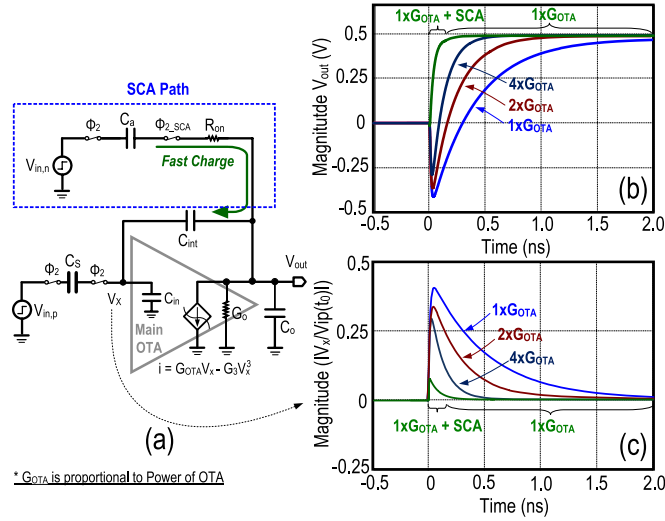 SCA Path
Φ2
Ca
Φ2_SCA
Ron
Vin,n
Fast Charge
Cint
Φ2
CS
Φ2
VX
Vin,p
Cin
Main
OTA
Go
Vout
Co
i = GOTAVx - G3Vx³
(a)
* GOTA is proportional to Power of OTA
Magnitutde Vout (V)
1xGOTA + SCA
1xGOTA
0.5
0.25
0
-0.25
-0.5
4xGOTA
2xGOTA
1xGOTA
(b)
-0.5
0
0.5
1.0
1.5
2.0
Time (ns)
Magnitude (|Vx/Vip(t0)|)
0.5
0.25
0
-0.25
1xGOTA
2xGOTA
4xGOTA
1xGOTA + SCA
1xGOTA
(c)
-0.5
0
0.5
1.0
1.5
2.0
Time (ns)